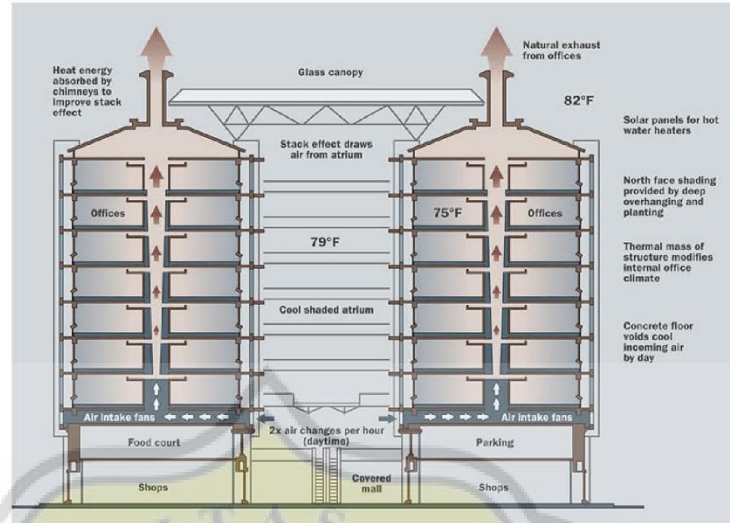 Heat energy
absorbed by
chimneys to
improve stack
effect
Glass canopy
Natural exhaust
from offices
82°F
Solar panels for hot
water heaters
Stack effect draws
air from atrium
North face shading
provided by deep
overhanging and
planting
Offices
79°F
75°F
Offices
Thermal mass of
structure modifies
internal office
climate
Cool shaded atrium
Concrete floor
voids cool
incoming air
by day
Air intake fans
2x air changes per hour
(daytime)
Air intake fans
Food court
Parking
Shops
Covered
mall
Shops
TAS